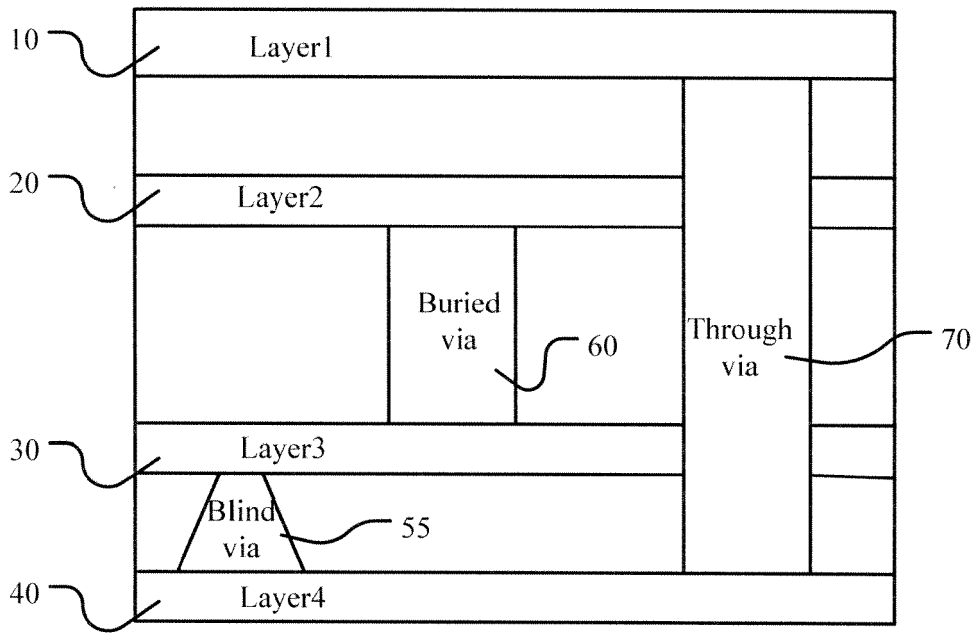 10
Layer1
20
Layer2
Buried
via
60
Through
via
70
30
Layer3
Blind
via
55
40
Layer4